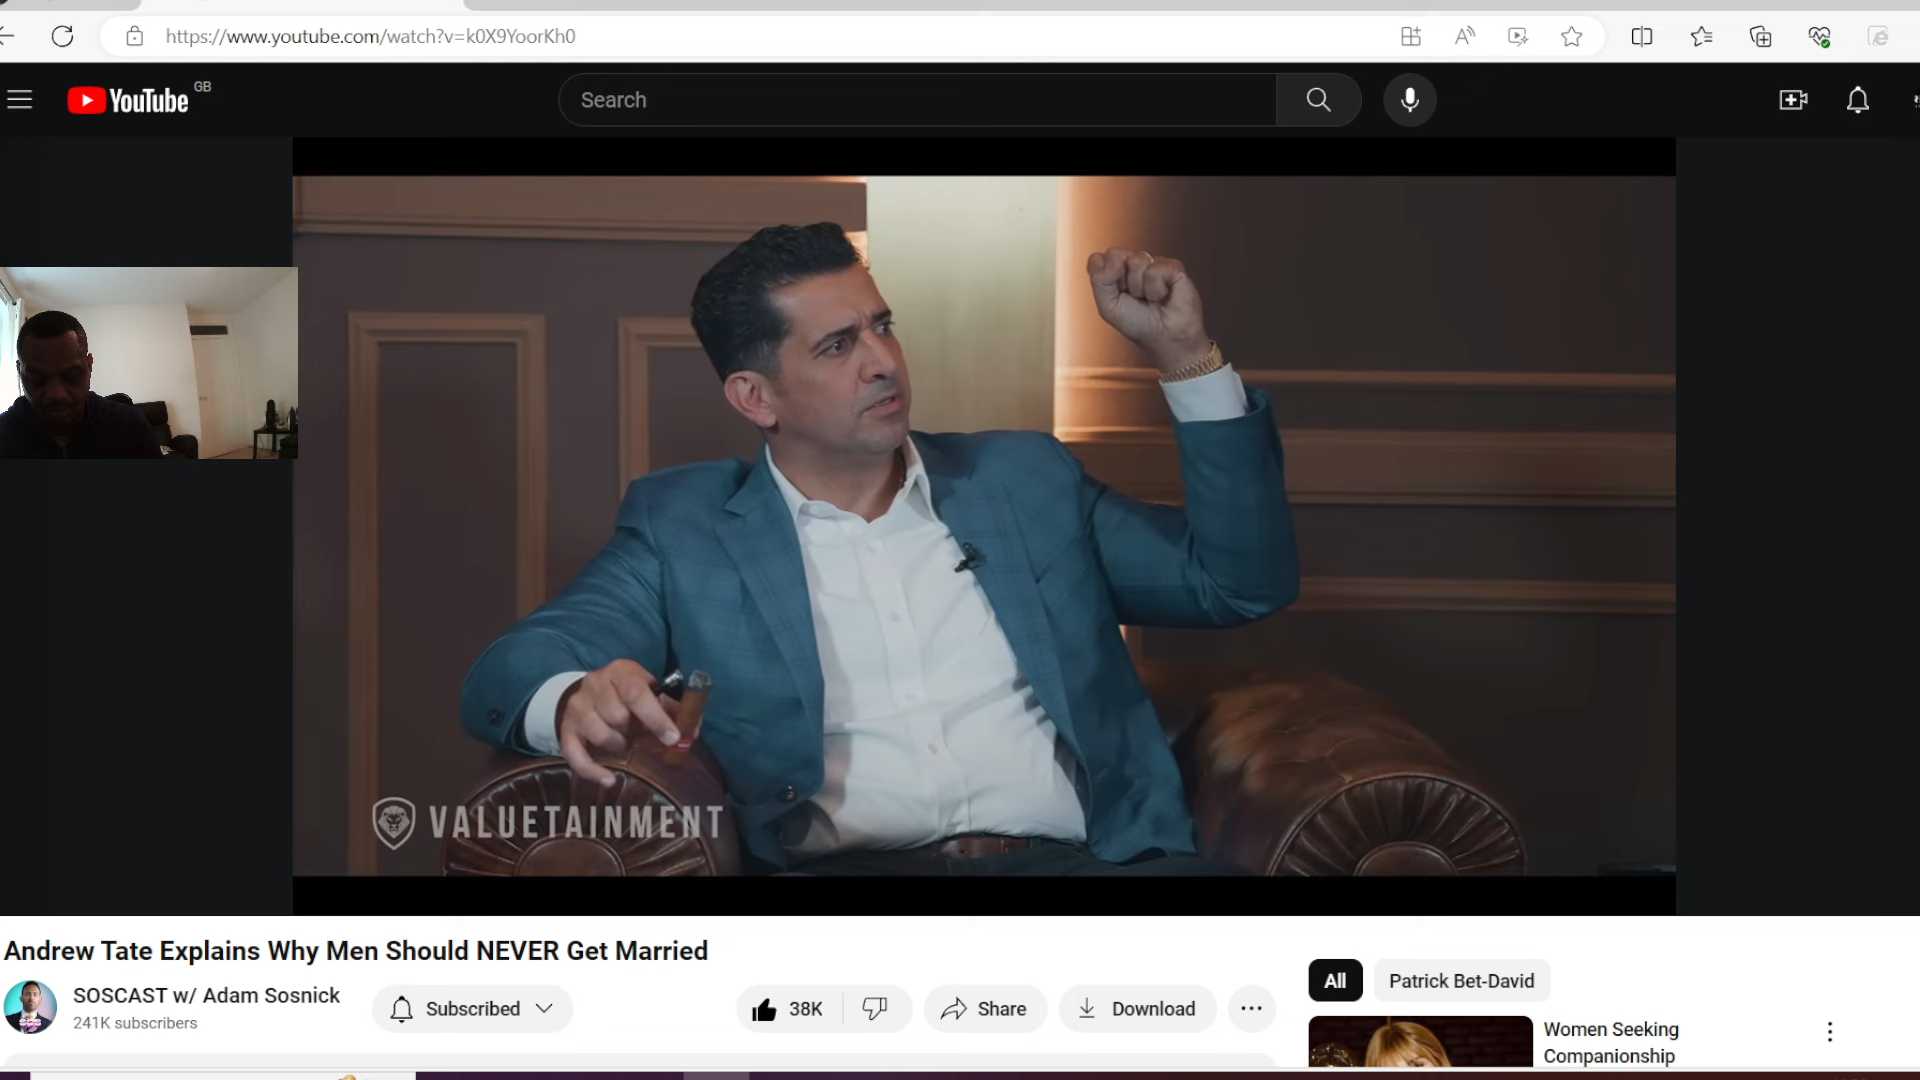 https://www.youtube.com/watch?v=k0X9YoorKh0
YouTube GB
Search
VALUETAINMENT
Andrew Tate Explains Why Men Should NEVER Get Married
SOSCAST w/ Adam Sosnick
241K subscribers
Subscribed
38K
Share
Download
All
Patrick Bet-David
Women Seeking
Companionship